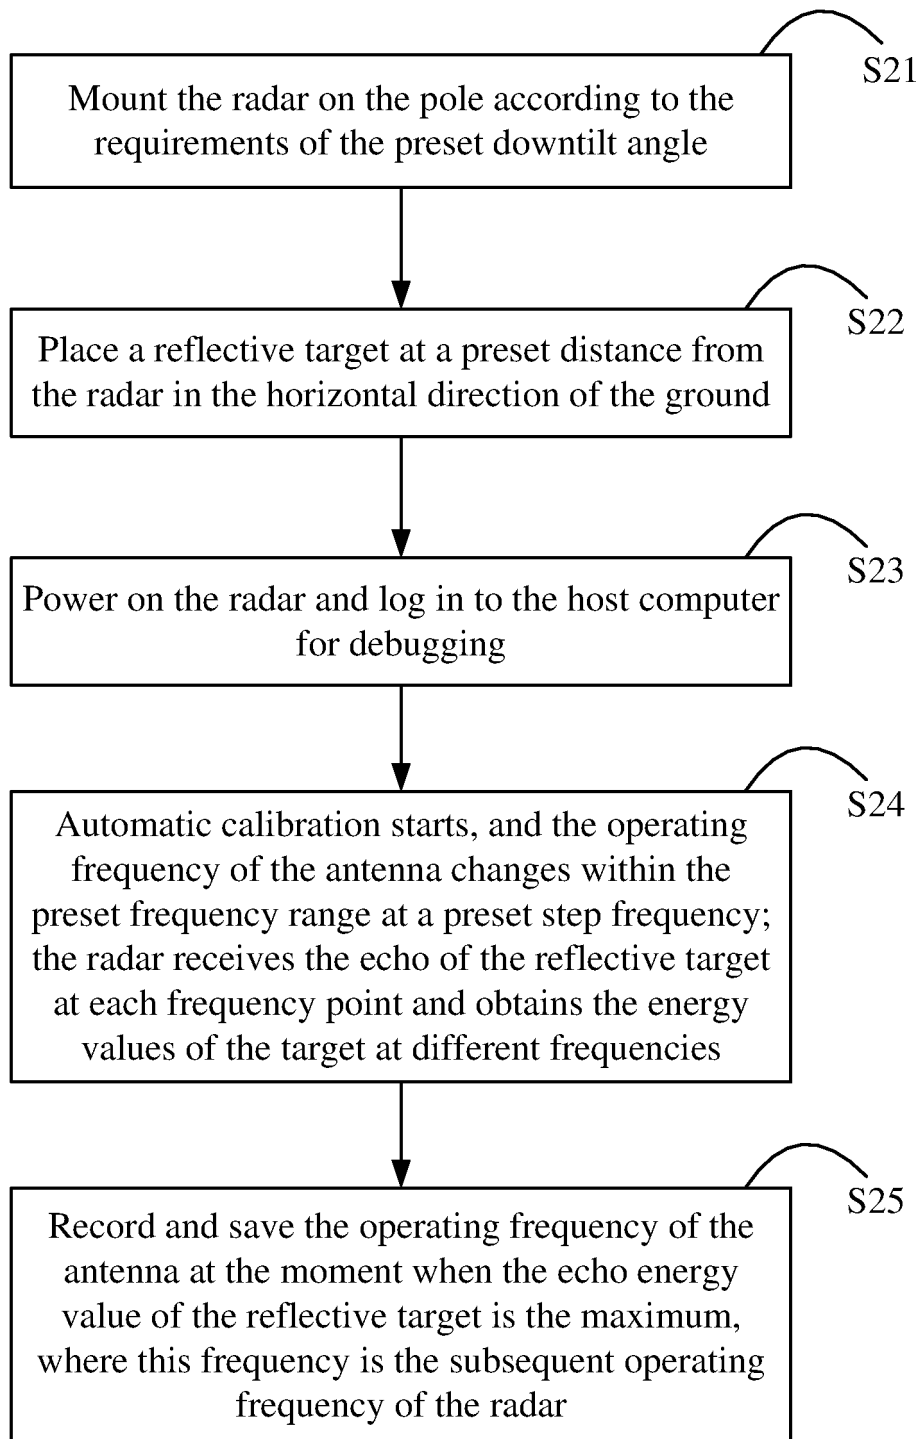 S21
Mount the radar on the pole according to the
requirements of the preset downtilt angle
S22
Place a reflective target at a preset distance from
the radar in the horizontal direction of the ground
S23
Power on the radar and log in to the host computer
for debugging
S24
Automatic calibration starts, and the operating
frequency of the antenna changes within the
preset frequency range at a preset step frequency;
the radar receives the echo of the reflective target
at each frequency point and obtains the energy
values of the target at different frequencies
S25
Record and save the operating frequency of the
antenna at the moment when the echo energy
value of the reflective target is the maximum,
where this frequency is the subsequent operating
frequency of the radar